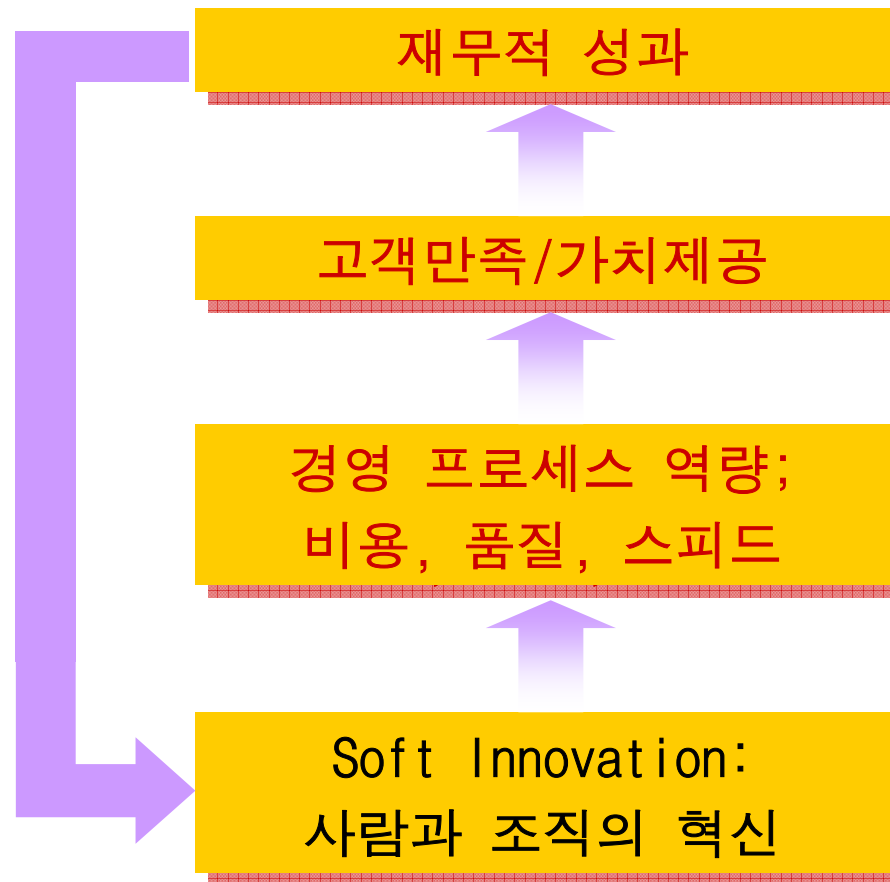 재무적 성과
고객만족/가치제공
경영 프로세스 역량;
비용, 품질, 스피드
Soft Innovation:
사람과 조직의 혁신